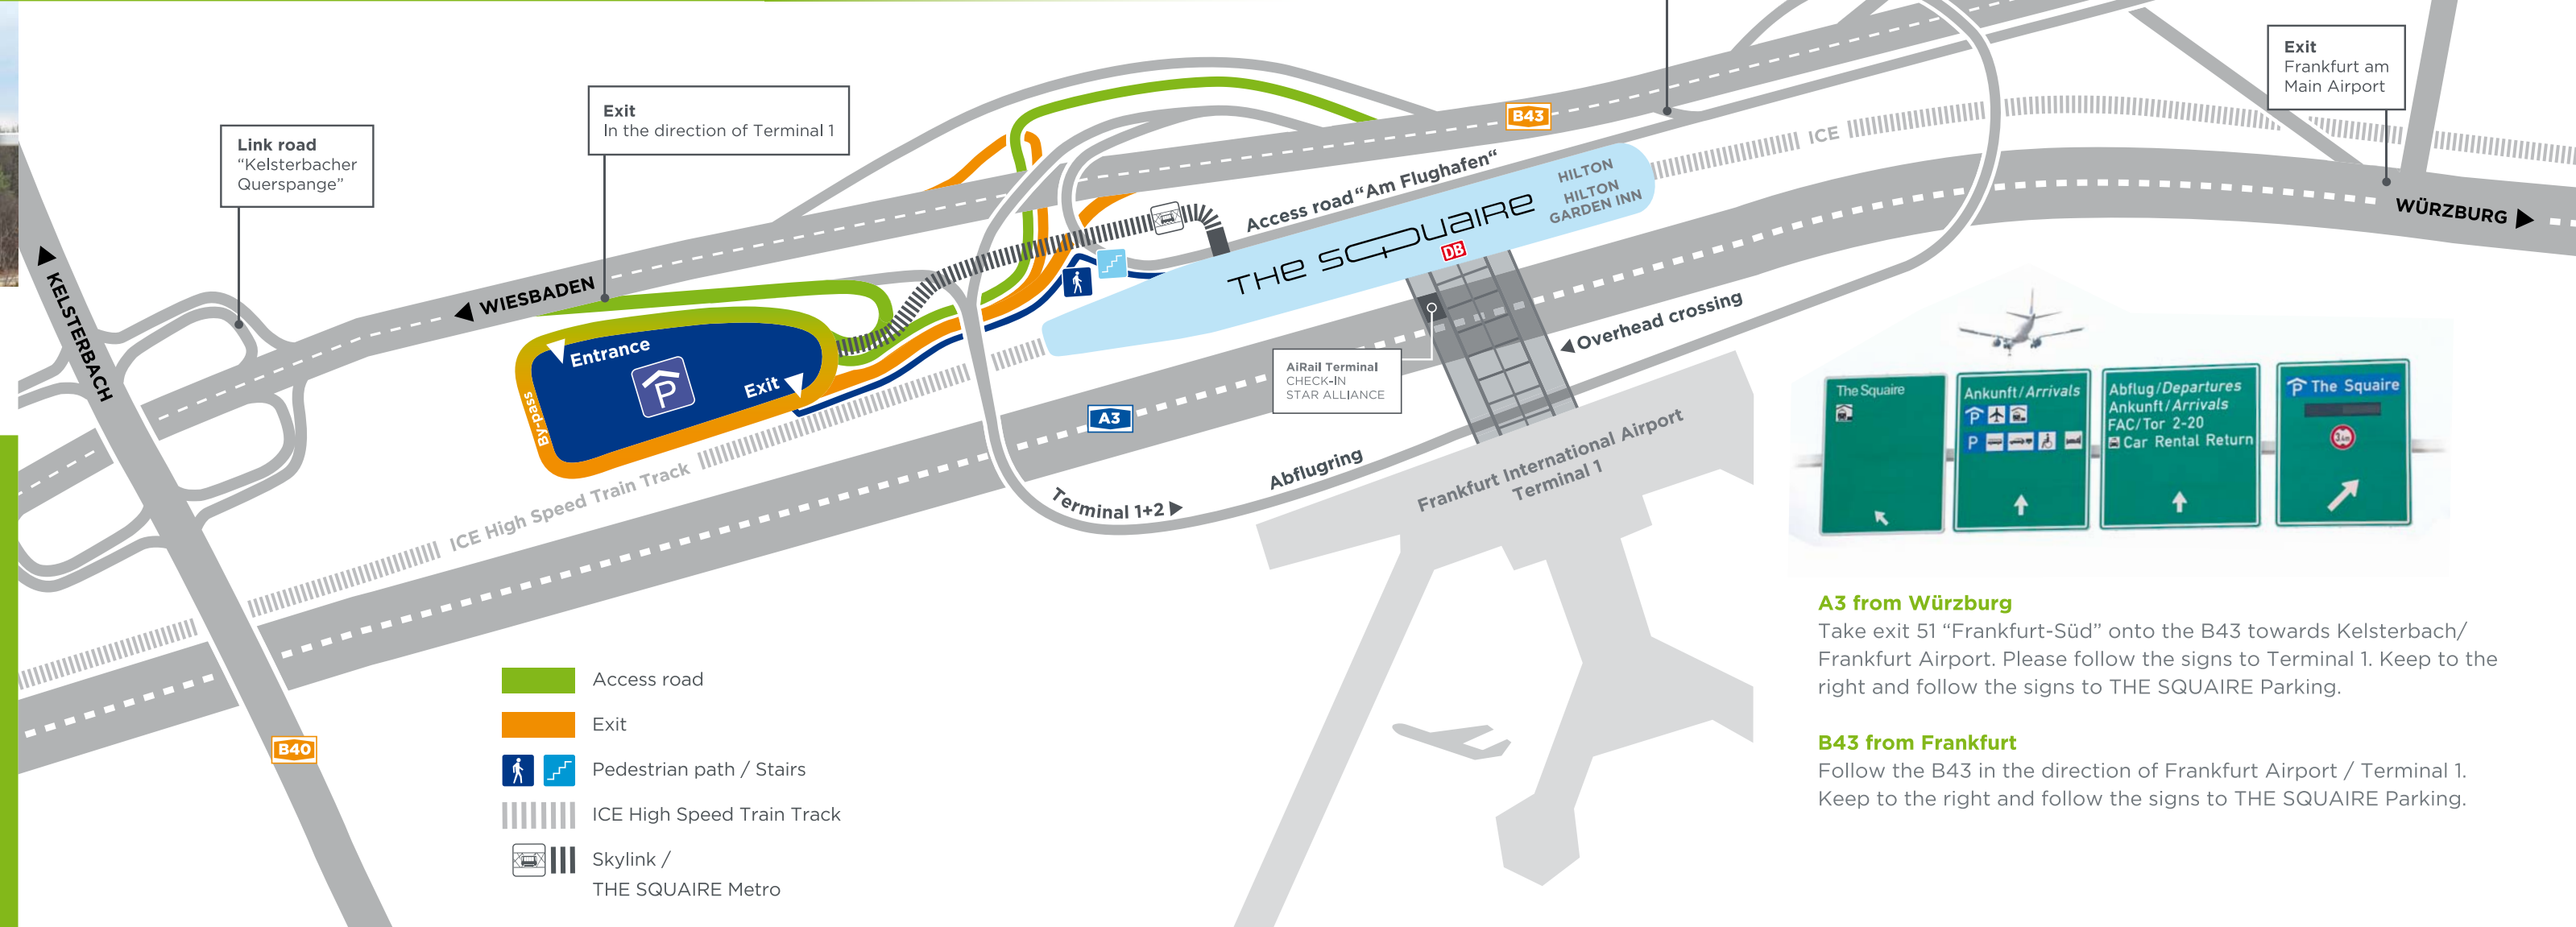 Link road
“Kelsterbacher
Querspange”
Exit
In the direction of Terminal 1
Exit
Frankfurt am
Main Airport
B43
ICE
Access road “Am Flughafen“
HILTON
HILTON
GARDEN INN
THE SQUAIRE
DB
WÜRZBURG
KELSTERBACH
WIESBADEN
Entrance
P
Exit
By-pass
ICE High Speed Train Track
A3
AiRail Terminal
CHECK-IN
STAR ALLIANCE
Overhead crossing
Abflugring
Terminal 1+2
Frankfurt International Airport
Terminal 1
B40
The Squaire
Ankunft/Arrivals
P
P
Abflug/Departures
Ankunft/Arrivals
FAC/Tor 2-20
Car Rental Return
P The Squaire
Access road
Exit
Pedestrian path / Stairs
ICE High Speed Train Track
Skylink /
THE SQUAIRE Metro
A3 from Würzburg
Take exit 51 “Frankfurt-Süd” onto the B43 towards Kelsterbach/
Frankfurt Airport. Please follow the signs to Terminal 1. Keep to the
right and follow the signs to THE SQUAIRE Parking.
B43 from Frankfurt
Follow the B43 in the direction of Frankfurt Airport / Terminal 1.
Keep to the right and follow the signs to THE SQUAIRE Parking.